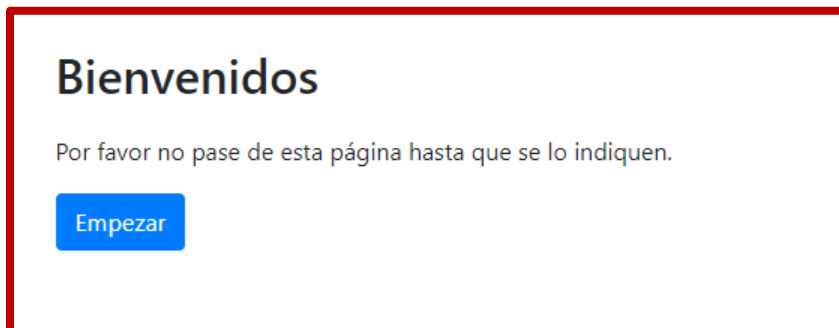 Bienvenidos
Por favor no pase de esta página hasta que se lo indiquen.
Empezar